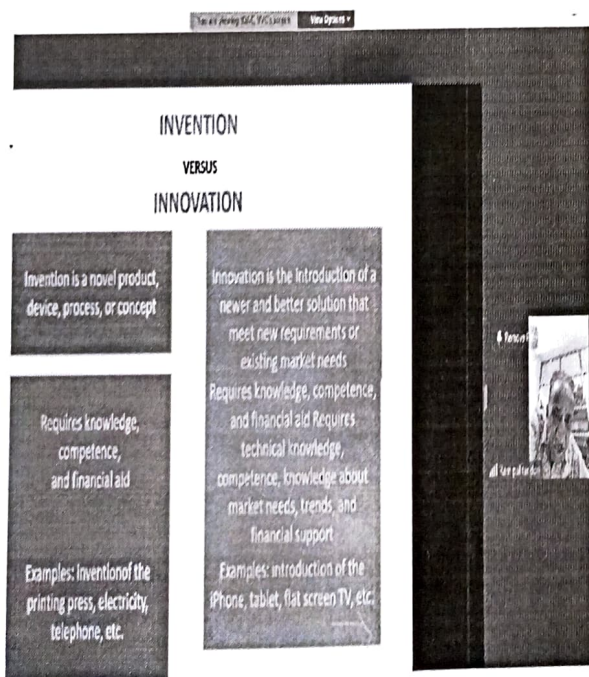 You are viewing
View Options
INVENTION
VERSUS
INNOVATION
Invention is a novel product,
device, process, or concept
Requires knowledge,
competence,
and financial aid
Examples: Inventionof the
printing press, electricity,
telephone, etc.
Innovation is the Introduction of a
newer and better solution that
meet new requirements or
existing market needs
Requires knowledge, competence,
and financial aid Requires
technical knowledge,
competence, knowledge about
market needs, trends, and
financial support
Examples: introduction of the
iPhone, tablet, flat screen TV, etc.